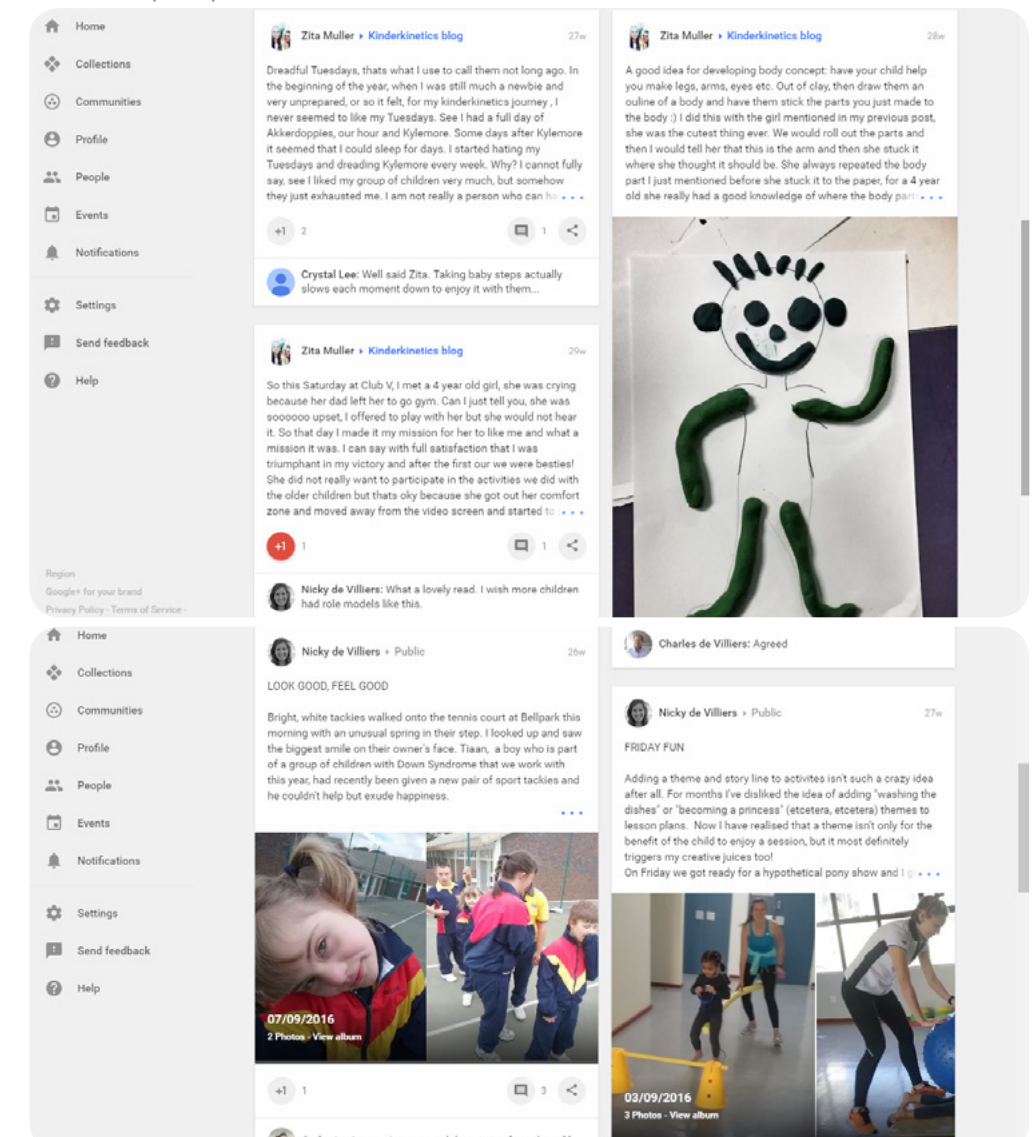 Home
Collections
Communities
Profile
People
Events
Notifications
Settings
Send feedback
Help
Region
Google+ for your brand
Privacy Policy - Terms of Service -
Zita Muller ▸ Kinderkinetics blog 27w
Dreadful Tuesdays, thats what I use to call them not long ago. In
the beginning of the year, when I was still much a newbie and
very unprepared, or so it felt, for my kinderkinetics journey , I
never seemed to like my Tuesdays. See I had a full day of
Akkerdoppies, our hour and Kylemore. Some days after Kylemore
it seemed that I could sleep for days. I started hating my
Tuesdays and dreading Kylemore every week. Why? I cannot fully
say, see I liked my group of children very much, but somehow
they just exhausted me. I am not really a person who can
+1 2 1
Crystal Lee: Well said Zita. Taking baby steps actually
slows each moment down to enjoy it with them...
Zita Muller ▸ Kinderkinetics blog 29w
So this Saturday at Club V, I met a 4 year old girl, she was crying
because her dad left her to go gym. Can I just tell you, she was
soooooo upset, I offered to play with her but she would not hear
it. So that day I made it my mission for her to like me and what a
mission it was. I can say with full satisfaction that I was
triumphant in my victory and after the first our we were besties!
She did not really want to participate in the activities we did with
the older children but thats oky because she got out her comfort
zone and moved away from the video screen and started to
+1 1 1
Nicky de Villiers: What a lovely read. I wish more children
had role models like this.
Zita Muller ▸ Kinderkinetics blog 28w
A good idea for developing body concept: have your child help
you make legs, arms, eyes etc. Out of clay, then draw them an
ouline of a body and have them stick the parts you just made to
the body :) I did this with the girl mentioned in my previous post,
she was the cutest thing ever. We would roll out the parts and
then I would tell her that this is the arm and then she stuck it
where she thought it should be. She always repeated the body
part I just mentioned before she stuck it to the paper, for a 4 year
old she really had a good knowledge of where the body
Home
Collections
Communities
Profile
People
Events
Notifications
Settings
Send feedback
Help
Nicky de Villiers ▸ Public 26w
LOOK GOOD, FEEL GOOD
Bright, white tackies walked onto the tennis court at Bellpark this
morning with an unusual spring in their step. I looked up and saw
the biggest smile on their owner's face. Tiaan, a boy who is part
of a group of children with Down Syndrome that we work with
this year, had recently been given a new pair of sport tackies and
he couldn't help but exude happiness.
07/09/2016
2 Photos - View album
+1 1 3
Charles de Villiers: Agreed
Nicky de Villiers ▸ Public 27w
FRIDAY FUN
Adding a theme and story line to activites isn't such a crazy idea
after all. For months I've disliked the idea of adding "washing the
dishes" or "becoming a princess" (etcetera, etcetera) themes to
lesson plans. Now I have realised that a theme isn't only for the
benefit of the child to enjoy a session, but it most definitely
triggers my creative juices too!
On Friday we got ready for a hypothetical pony show and I
03/09/2016
3 Photos - View album